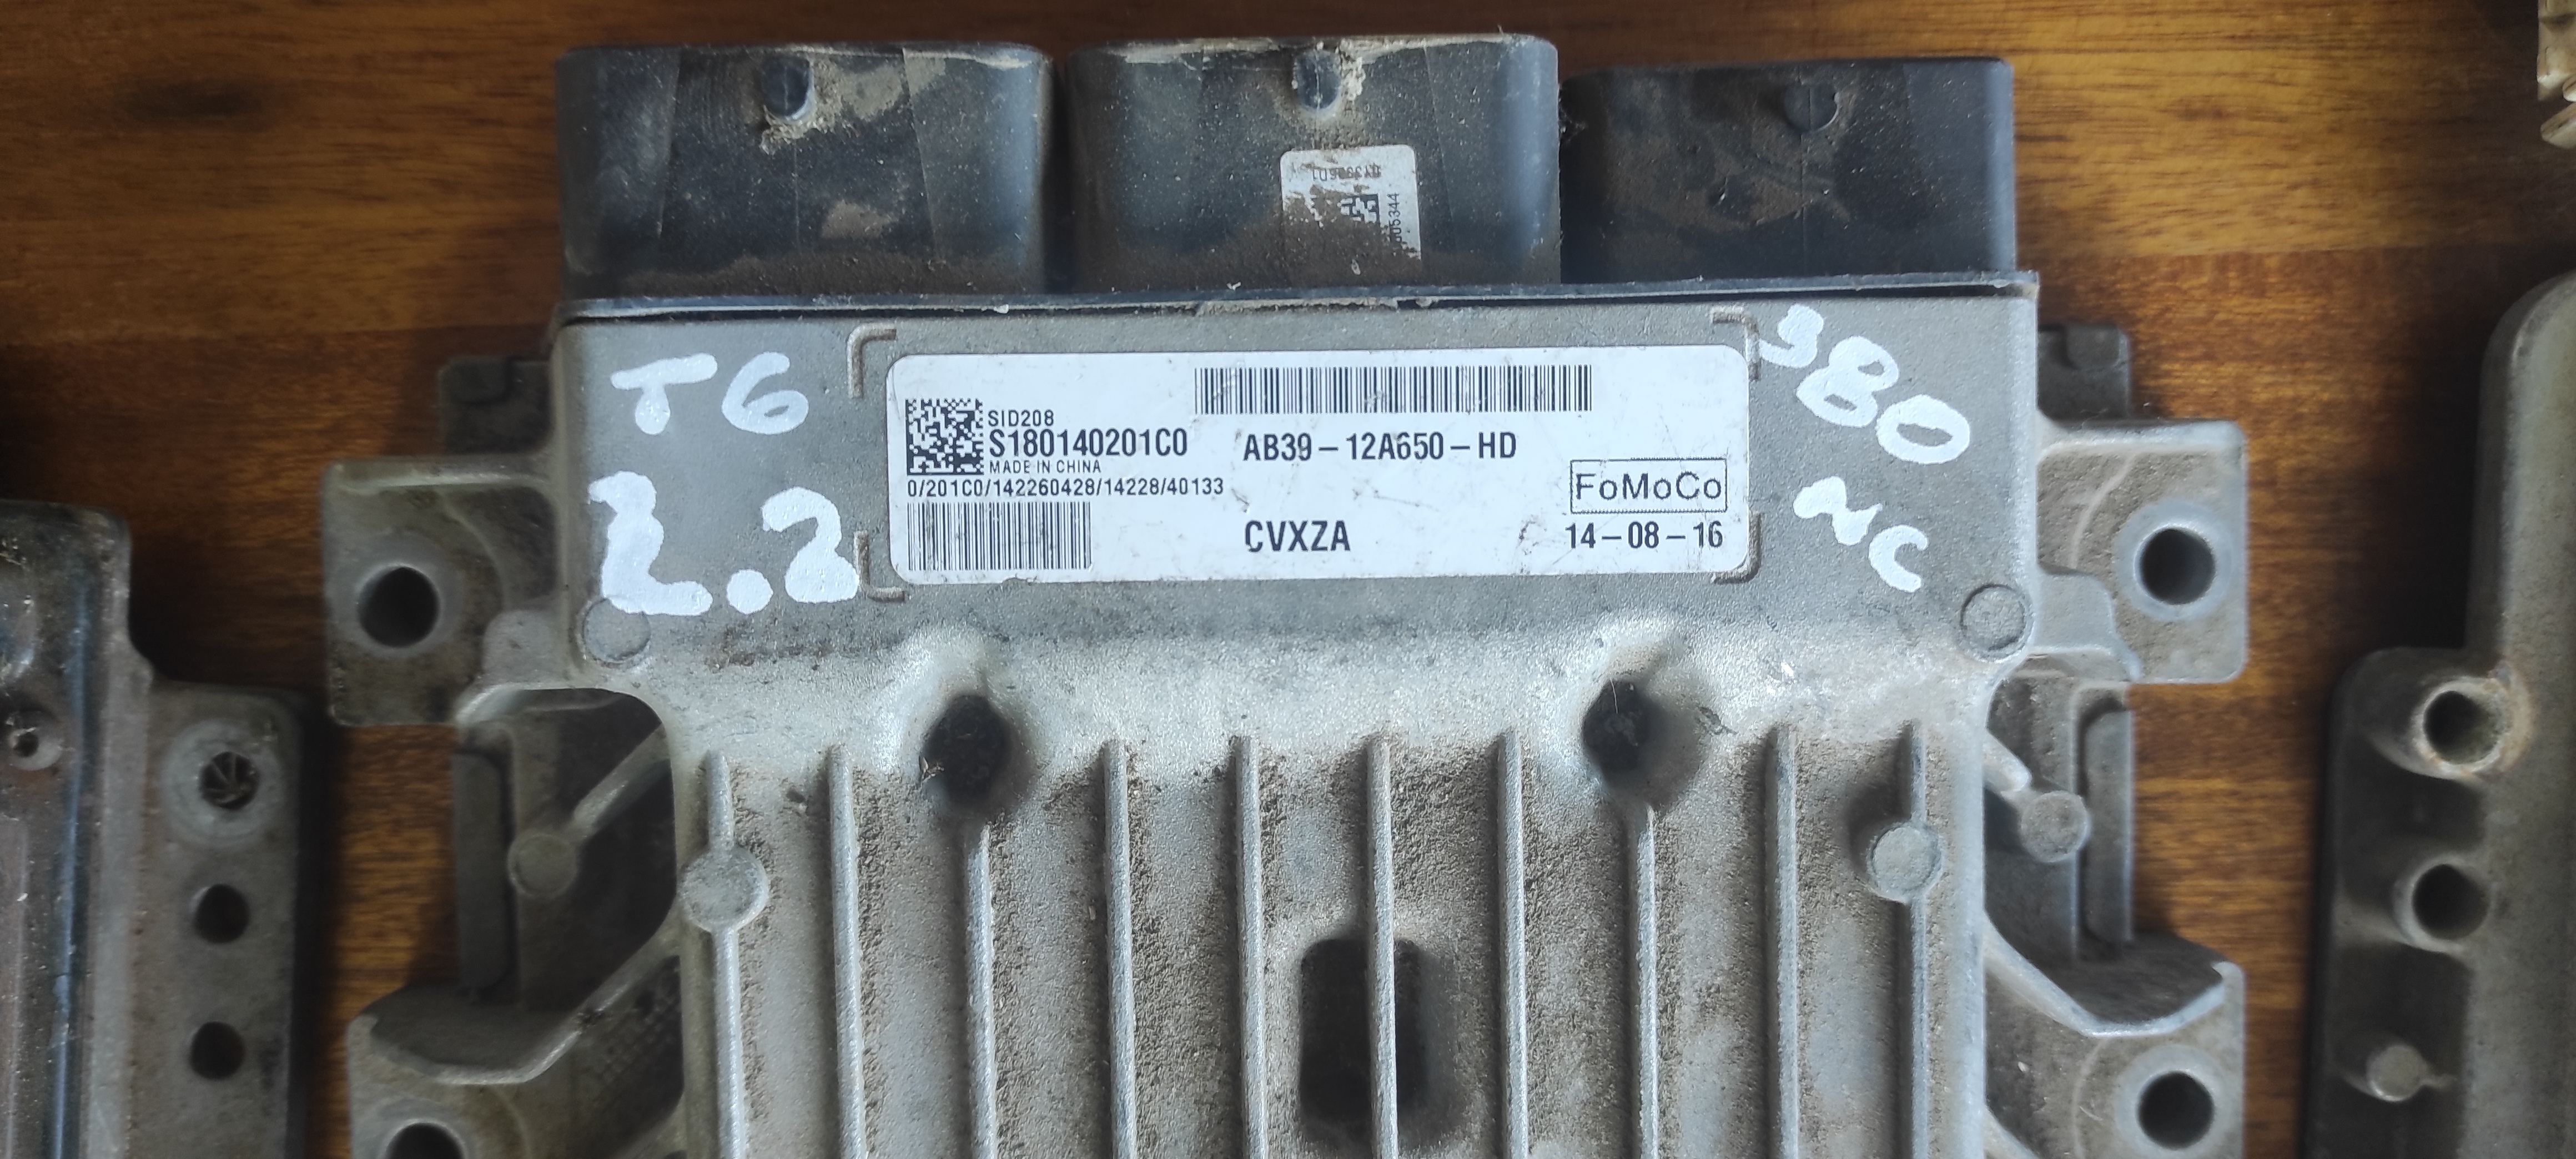 T6
2.2
SID208
S180140201C0
MADE IN CHINA
0/201C0/142260428/14228/40133
AB39-12A650-HD
FoMoCo
CVXZA
14-08-16
380
NC